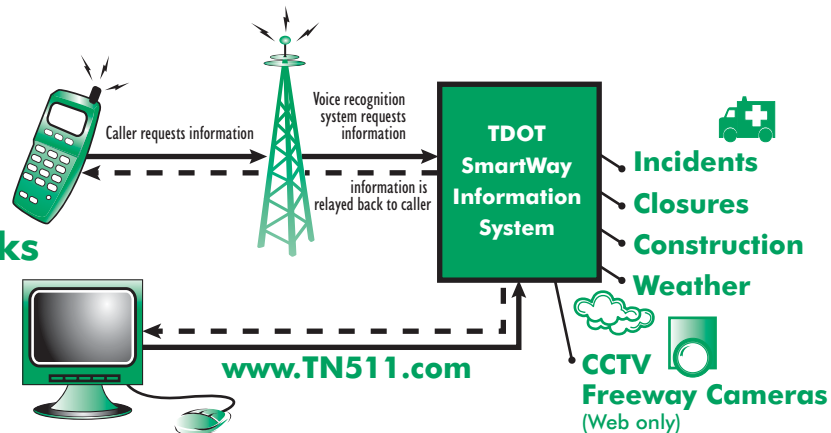 Caller requests information
Voice recognition
system requests
information
information is
relayed back to caller
TDOT
SmartWay
Information
System
Incidents
Closures
Construction
Weather
ks
www.TN511.com
CCTV
Freeway Cameras
(Web only)